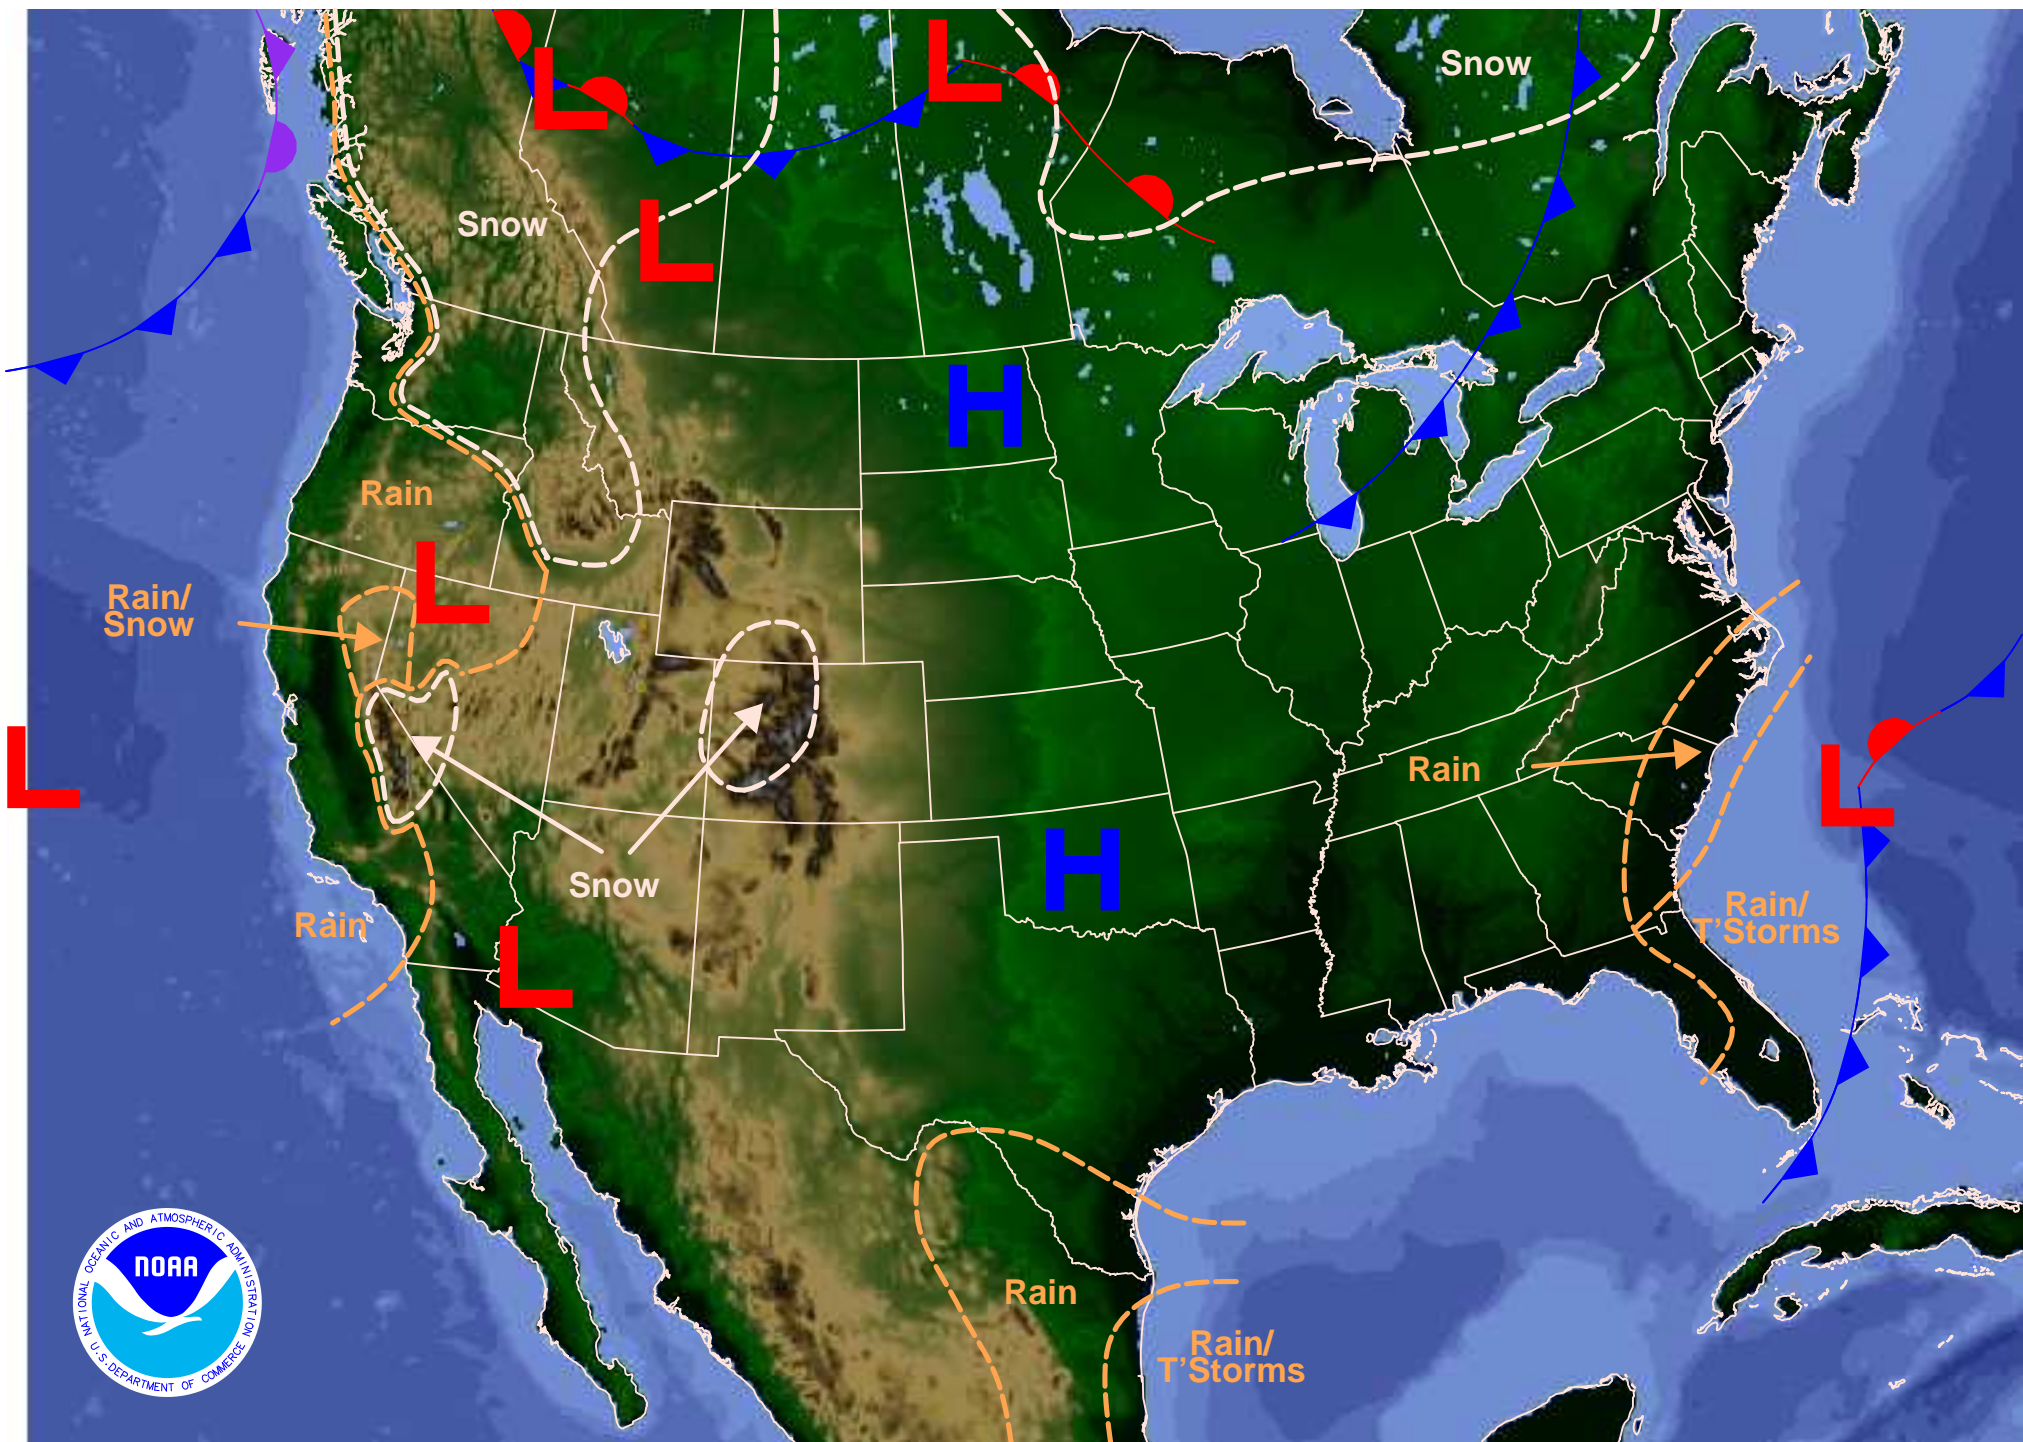 L
L
Snow
Snow
L
H
Rain
L
Rain/
Snow
L
Rain
L
H
Snow
Rain
Rain/
T'Storms
L
Rain
Rain/
T'Storms
NATIONAL OCEANIC AND ATMOSPHERIC ADMINISTRATION
NOAA
U.S. DEPARTMENT OF COMMERCE